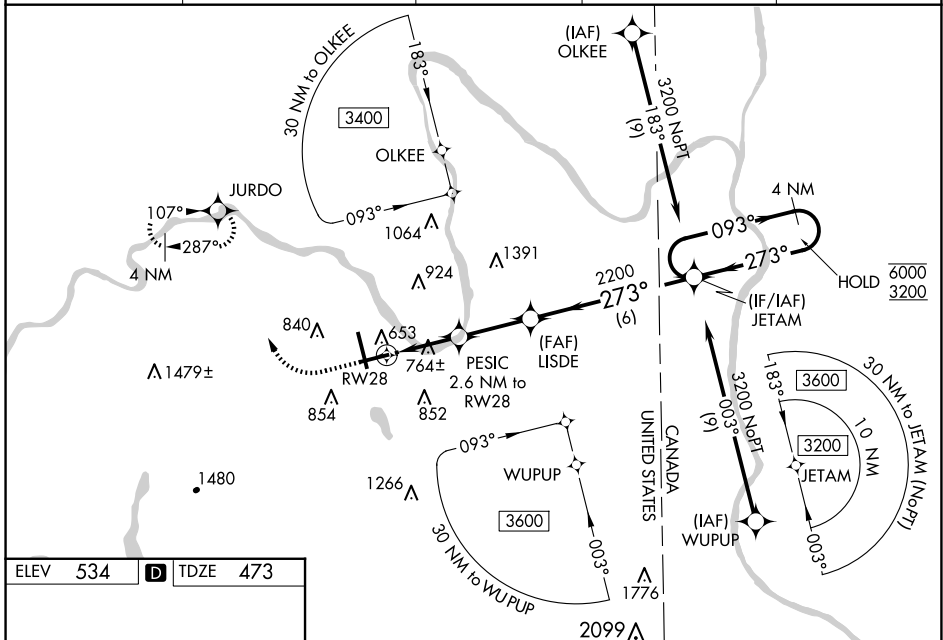 30 NM to OLKEE
183°
3400
OLKEE
093°
(IAF)
OLKEE
3200 NoPT
183°
(9)
JURDO
107°
287°
4 NM
1064
924
1391
4 NM
093°
273°
HOLD
6000
3200
2200
273°
(6)
(IF/IAF)
JETAM
(FAF)
LISDE
840
653
764±
PESIC
2.6 NM to
RW28
RW28
1479±
854
852
1480
1266
093°
WUPUP
3600
003°
30 NM to WUPUP
CANADA
UNITED STATES
3200 NoPT
003°
(9)
(IAF)
WUPUP
183°
3600
10 NM
3200
JETAM
003°
30 NM to JETAM (NoPT)
1776
2099
ELEV 534 D TDZE 473